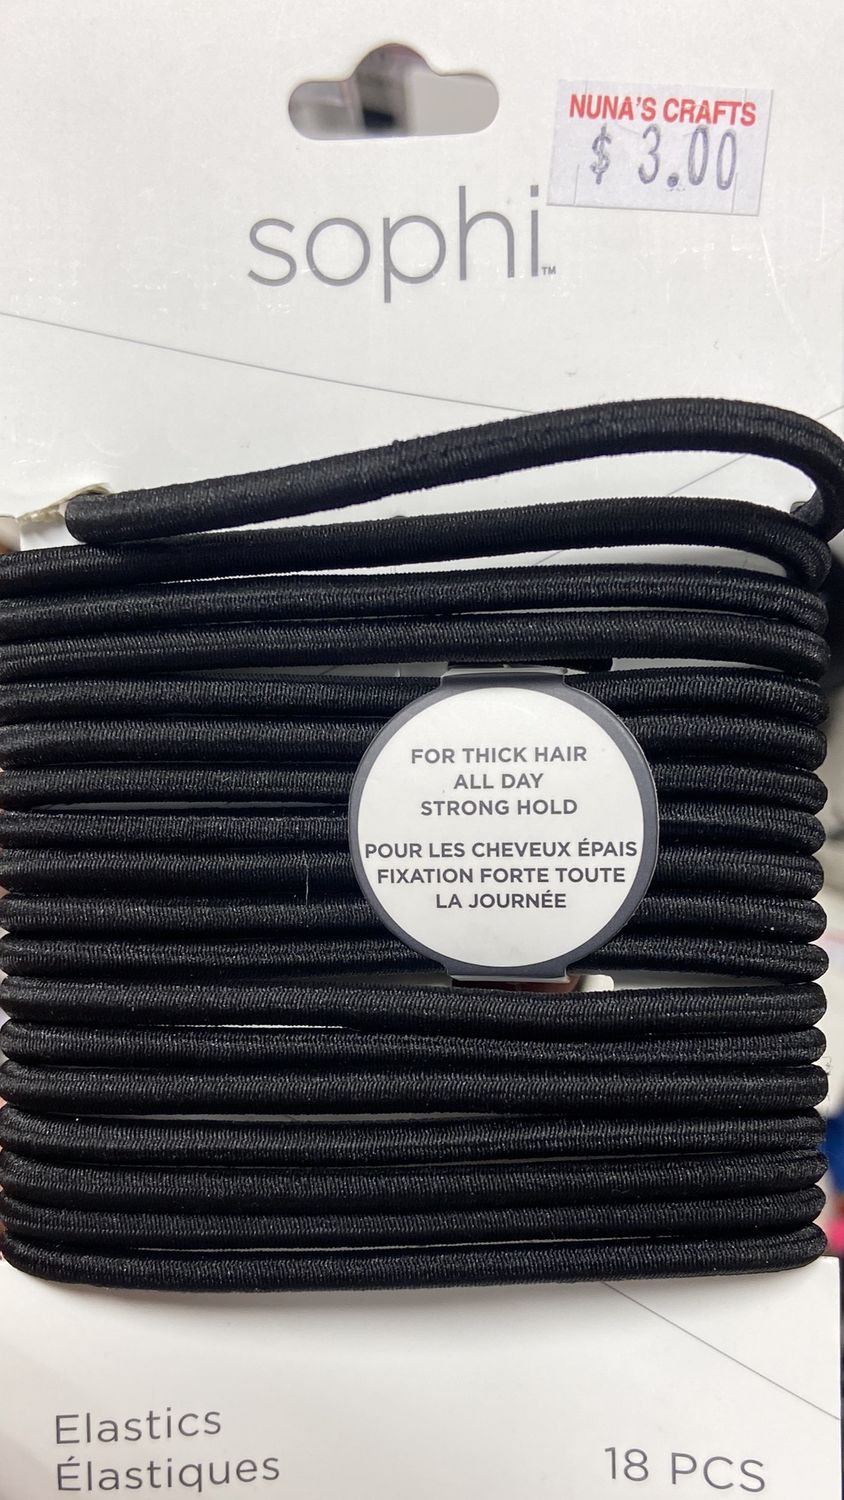 NUNA'S CRAFTS
$ 3.00
sophi™
FOR THICK HAIR
ALL DAY
STRONG HOLD
POUR LES CHEVEUX ÉPAIS
FIXATION FORTE TOUTE
LA JOURNÉE
Elastics
Élastiques
18 PCS